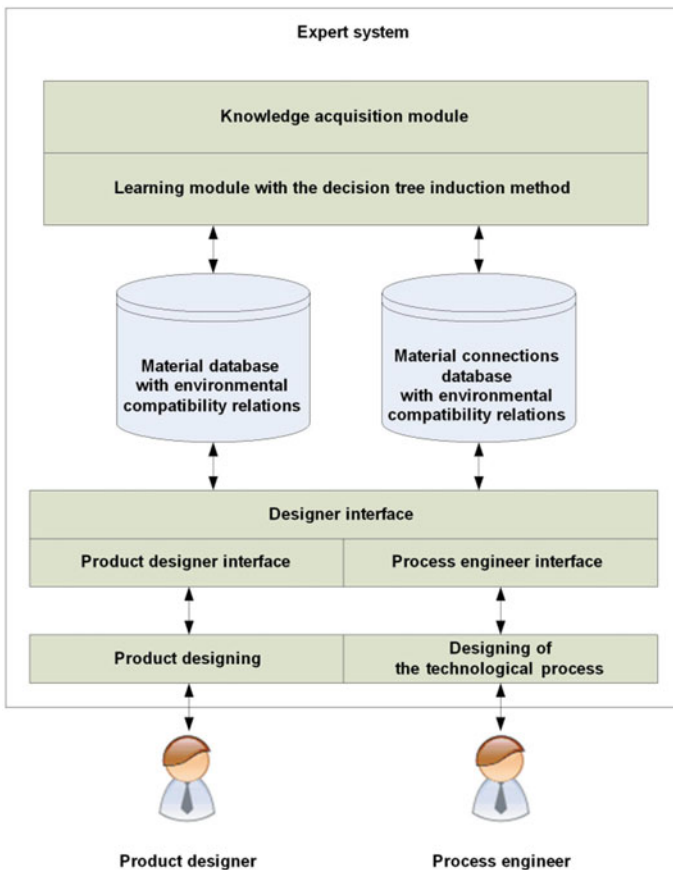 Expert system
Knowledge acquisition module
Learning module with the decision tree induction method
Material database
with environmental
compatibility relations
Material connections
database
with environmental
compatibility relations
Designer interface
Product designer interface
Process engineer interface
Product designing
Designing of
the technological process
Product designer
Process engineer